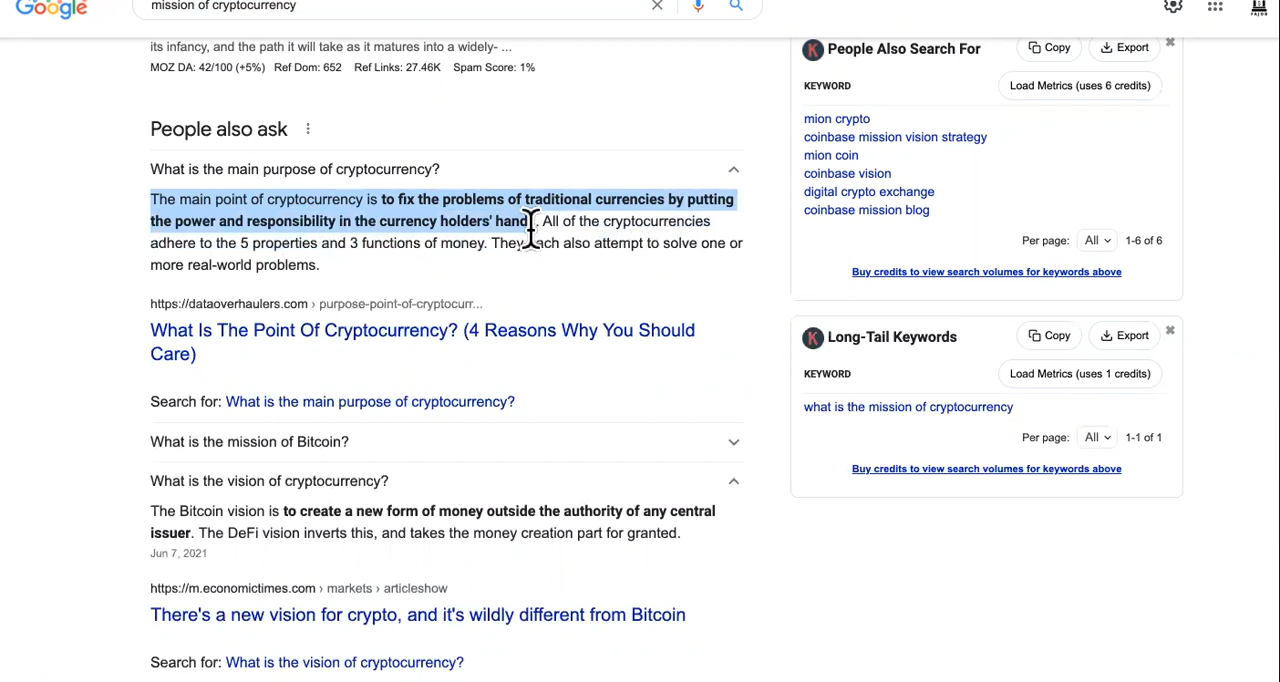 Google
mission of cryptocurrency
its infancy, and the path it will take as it matures into a widely- ...
MOZ DA: 42/100 (+5%) Ref Dom: 652 Ref Links: 27.46K Spam Score: 1%
People also ask
What is the main purpose of cryptocurrency?
The main point of cryptocurrency is to fix the problems of traditional currencies by putting
the power and responsibility in the currency holders' hand. All of the cryptocurrencies
adhere to the 5 properties and 3 functions of money. They each also attempt to solve one or
more real-world problems.
https://dataoverhaulers.com › purpose-point-of-cryptocurr...
What Is The Point Of Cryptocurrency? (4 Reasons Why You Should
Care)
Search for: What is the main purpose of cryptocurrency?
What is the mission of Bitcoin?
What is the vision of cryptocurrency?
The Bitcoin vision is to create a new form of money outside the authority of any central
issuer. The DeFi vision inverts this, and takes the money creation part for granted.
Jun 7, 2021
https://m.economictimes.com › markets › articleshow
There's a new vision for crypto, and it's wildly different from Bitcoin
Search for: What is the vision of cryptocurrency?
K People Also Search For
Copy
Export
KEYWORD
Load Metrics (uses 6 credits)
mion crypto
coinbase mission vision strategy
mion coin
coinbase vision
digital crypto exchange
coinbase mission blog
Per page: All 1-6 of 6
Buy credits to view search volumes for keywords above
K Long-Tail Keywords
Copy
Export
KEYWORD
Load Metrics (uses 1 credits)
what is the mission of cryptocurrency
Per page: All 1-1 of 1
Buy credits to view search volumes for keywords above